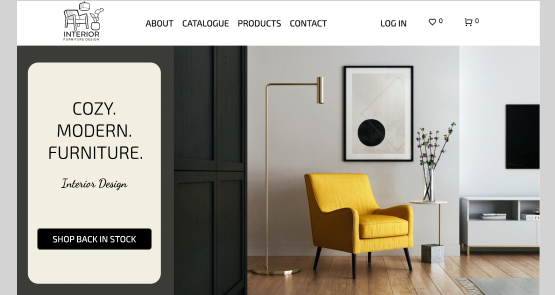 INTERIOR
FURNITURE DESIGN
ABOUT CATALOGUE PRODUCTS CONTACT LOG IN 0 0
COZY.
MODERN.
FURNITURE.
Interior Design
SHOP BACK IN STOCK